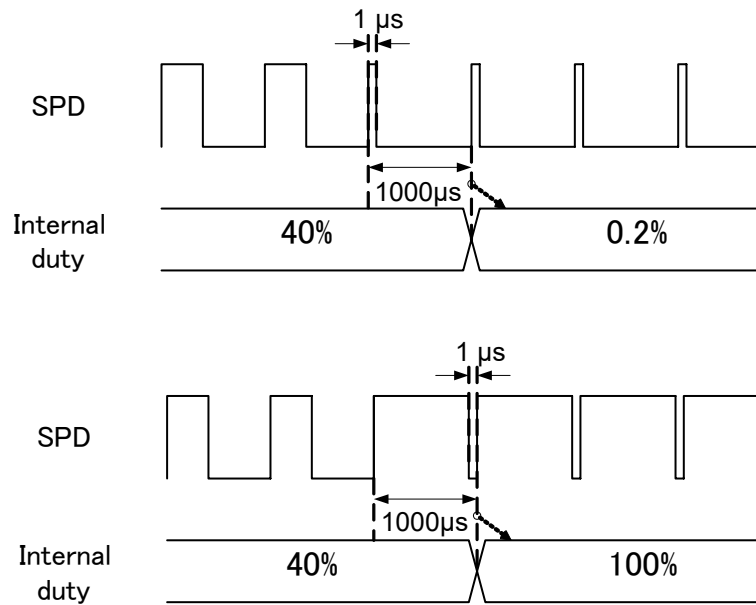 1 μs
SPD
1000μs
Internal
duty
40%
0.2%
1 μs
SPD
1000μs
Internal
duty
40%
100%